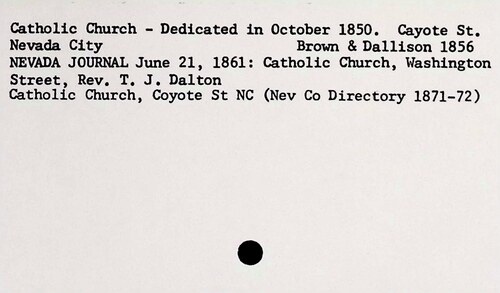 Catholic Church - Dedicated in October 1850. Cayote St.
Nevada City Brown & Dallison 1856
NEVADA JOURNAL June 21, 1861: Catholic Church, Washington
Street, Rev. T. J. Dalton
Catholic Church, Coyote St NC (Nev Co Directory 1871-72)